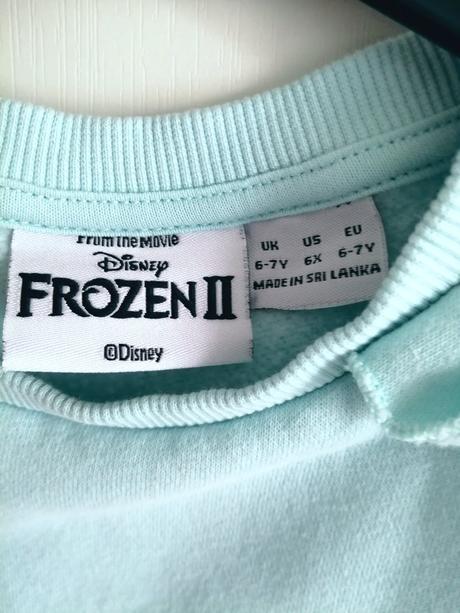 From the Movie
Disney
FROZEN II
©Disney
UK US EU
6-7Y 6X 6-7Y
MADE IN SRI LANKA